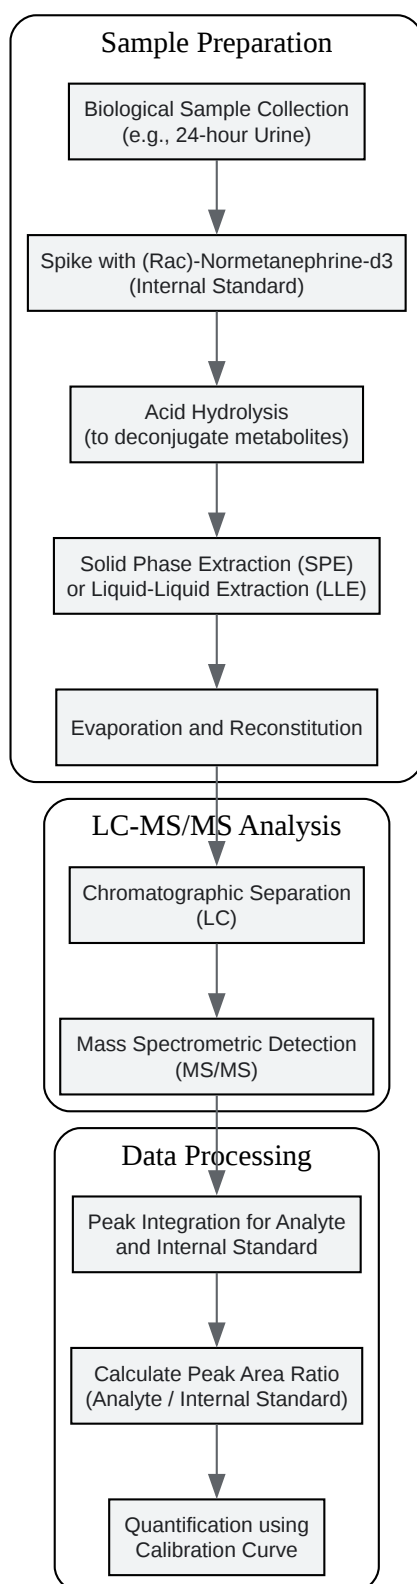 Sample Preparation
Biological Sample Collection
(e.g., 24-hour Urine)
Spike with (Rac)-Normetanephrine-d3
(Internal Standard)
Acid Hydrolysis
(to deconjugate metabolites)
Solid Phase Extraction (SPE)
or Liquid-Liquid Extraction (LLE)
Evaporation and Reconstitution
LC-MS/MS Analysis
Chromatographic Separation
(LC)
Mass Spectrometric Detection
(MS/MS)
Data Processing
Peak Integration for Analyte
and Internal Standard
Calculate Peak Area Ratio
(Analyte / Internal Standard)
Quantification using
Calibration Curve